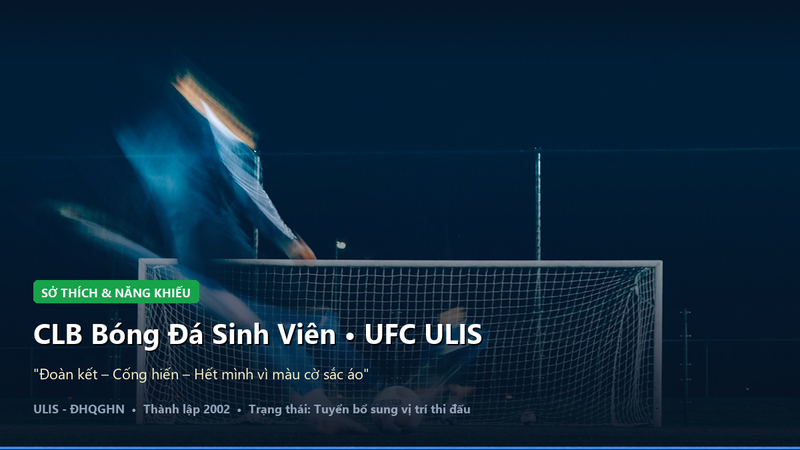 SỞ THÍCH & NĂNG KHIẾU
CLB Bóng Đá Sinh Viên • UFC ULIS
"Đoàn kết – Cống hiến – Hết mình vì màu cờ sắc áo"
ULIS - ĐHQGHN • Thành lập 2002 • Trạng thái: Tuyển bổ sung vị trí thi đấu